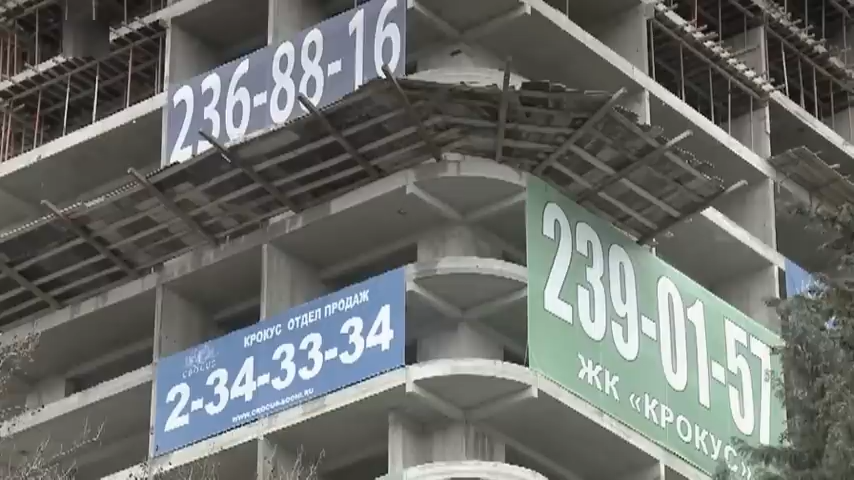 236-88-16
КРОКУС ОТДЕЛ ПРОДАЖ
2-34-33-34
239-01-57
ЖК «КРОКУС»